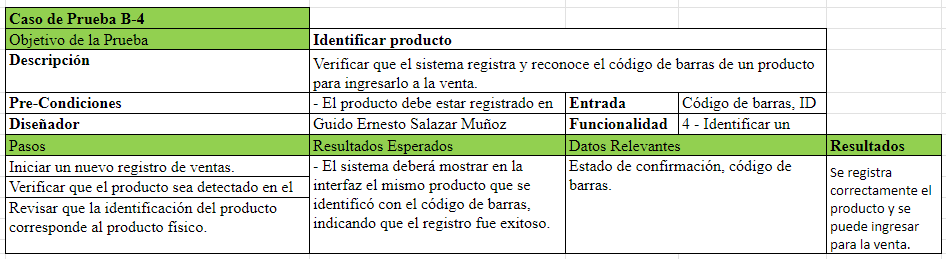 Caso de Prueba B-4
Objetivo de la Prueba
Identificar producto
Descripción
Verificar que el sistema registra y reconoce el código de barras de un producto
para ingresarlo a la venta.
Pre-Condiciones
- El producto debe estar registrado en
Entrada
Código de barras, ID
Diseñador
Guido Ernesto Salazar Muñoz
Funcionalidad
4 - Identificar un
Pasos
Resultados Esperados
Datos Relevantes
Resultados
Iniciar un nuevo registro de ventas.
Verificar que el producto sea detectado en el
Revisar que la identificación del producto
corresponde al producto físico.
- El sistema deberá mostrar en la
interfaz el mismo producto que se
identificó con el código de barras,
indicando que el registro fue exitoso.
Estado de confirmación, código de
barras.
Se registra
correctamente el
producto y se
puede ingresar
para la venta.